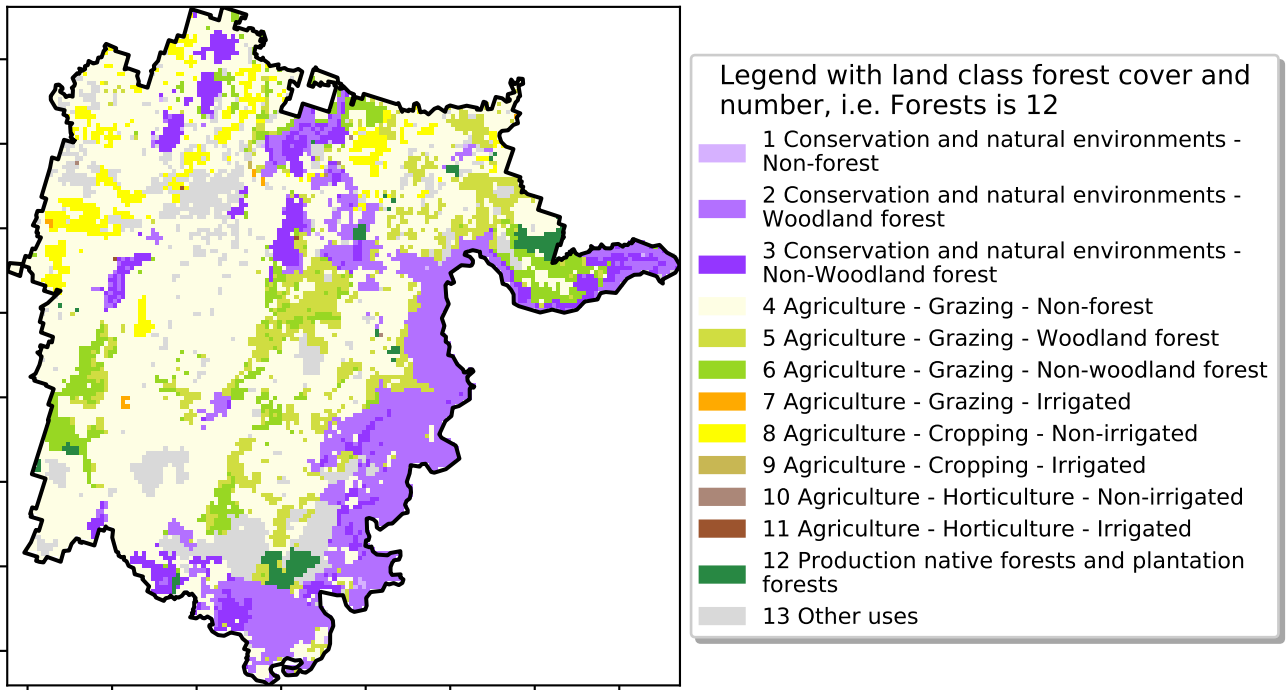 Legend with land class forest cover and
number, i.e. Forests is 12
1 Conservation and natural environments -
Non-forest
2 Conservation and natural environments -
Woodland forest
3 Conservation and natural environments -
Non-Woodland forest
4 Agriculture - Grazing - Non-forest
5 Agriculture - Grazing - Woodland forest
6 Agriculture - Grazing - Non-woodland forest
7 Agriculture - Grazing - Irrigated
8 Agriculture - Cropping - Non-irrigated
9 Agriculture - Cropping - Irrigated
10 Agriculture - Horticulture - Non-irrigated
11 Agriculture - Horticulture - Irrigated
12 Production native forests and plantation
forests
13 Other uses